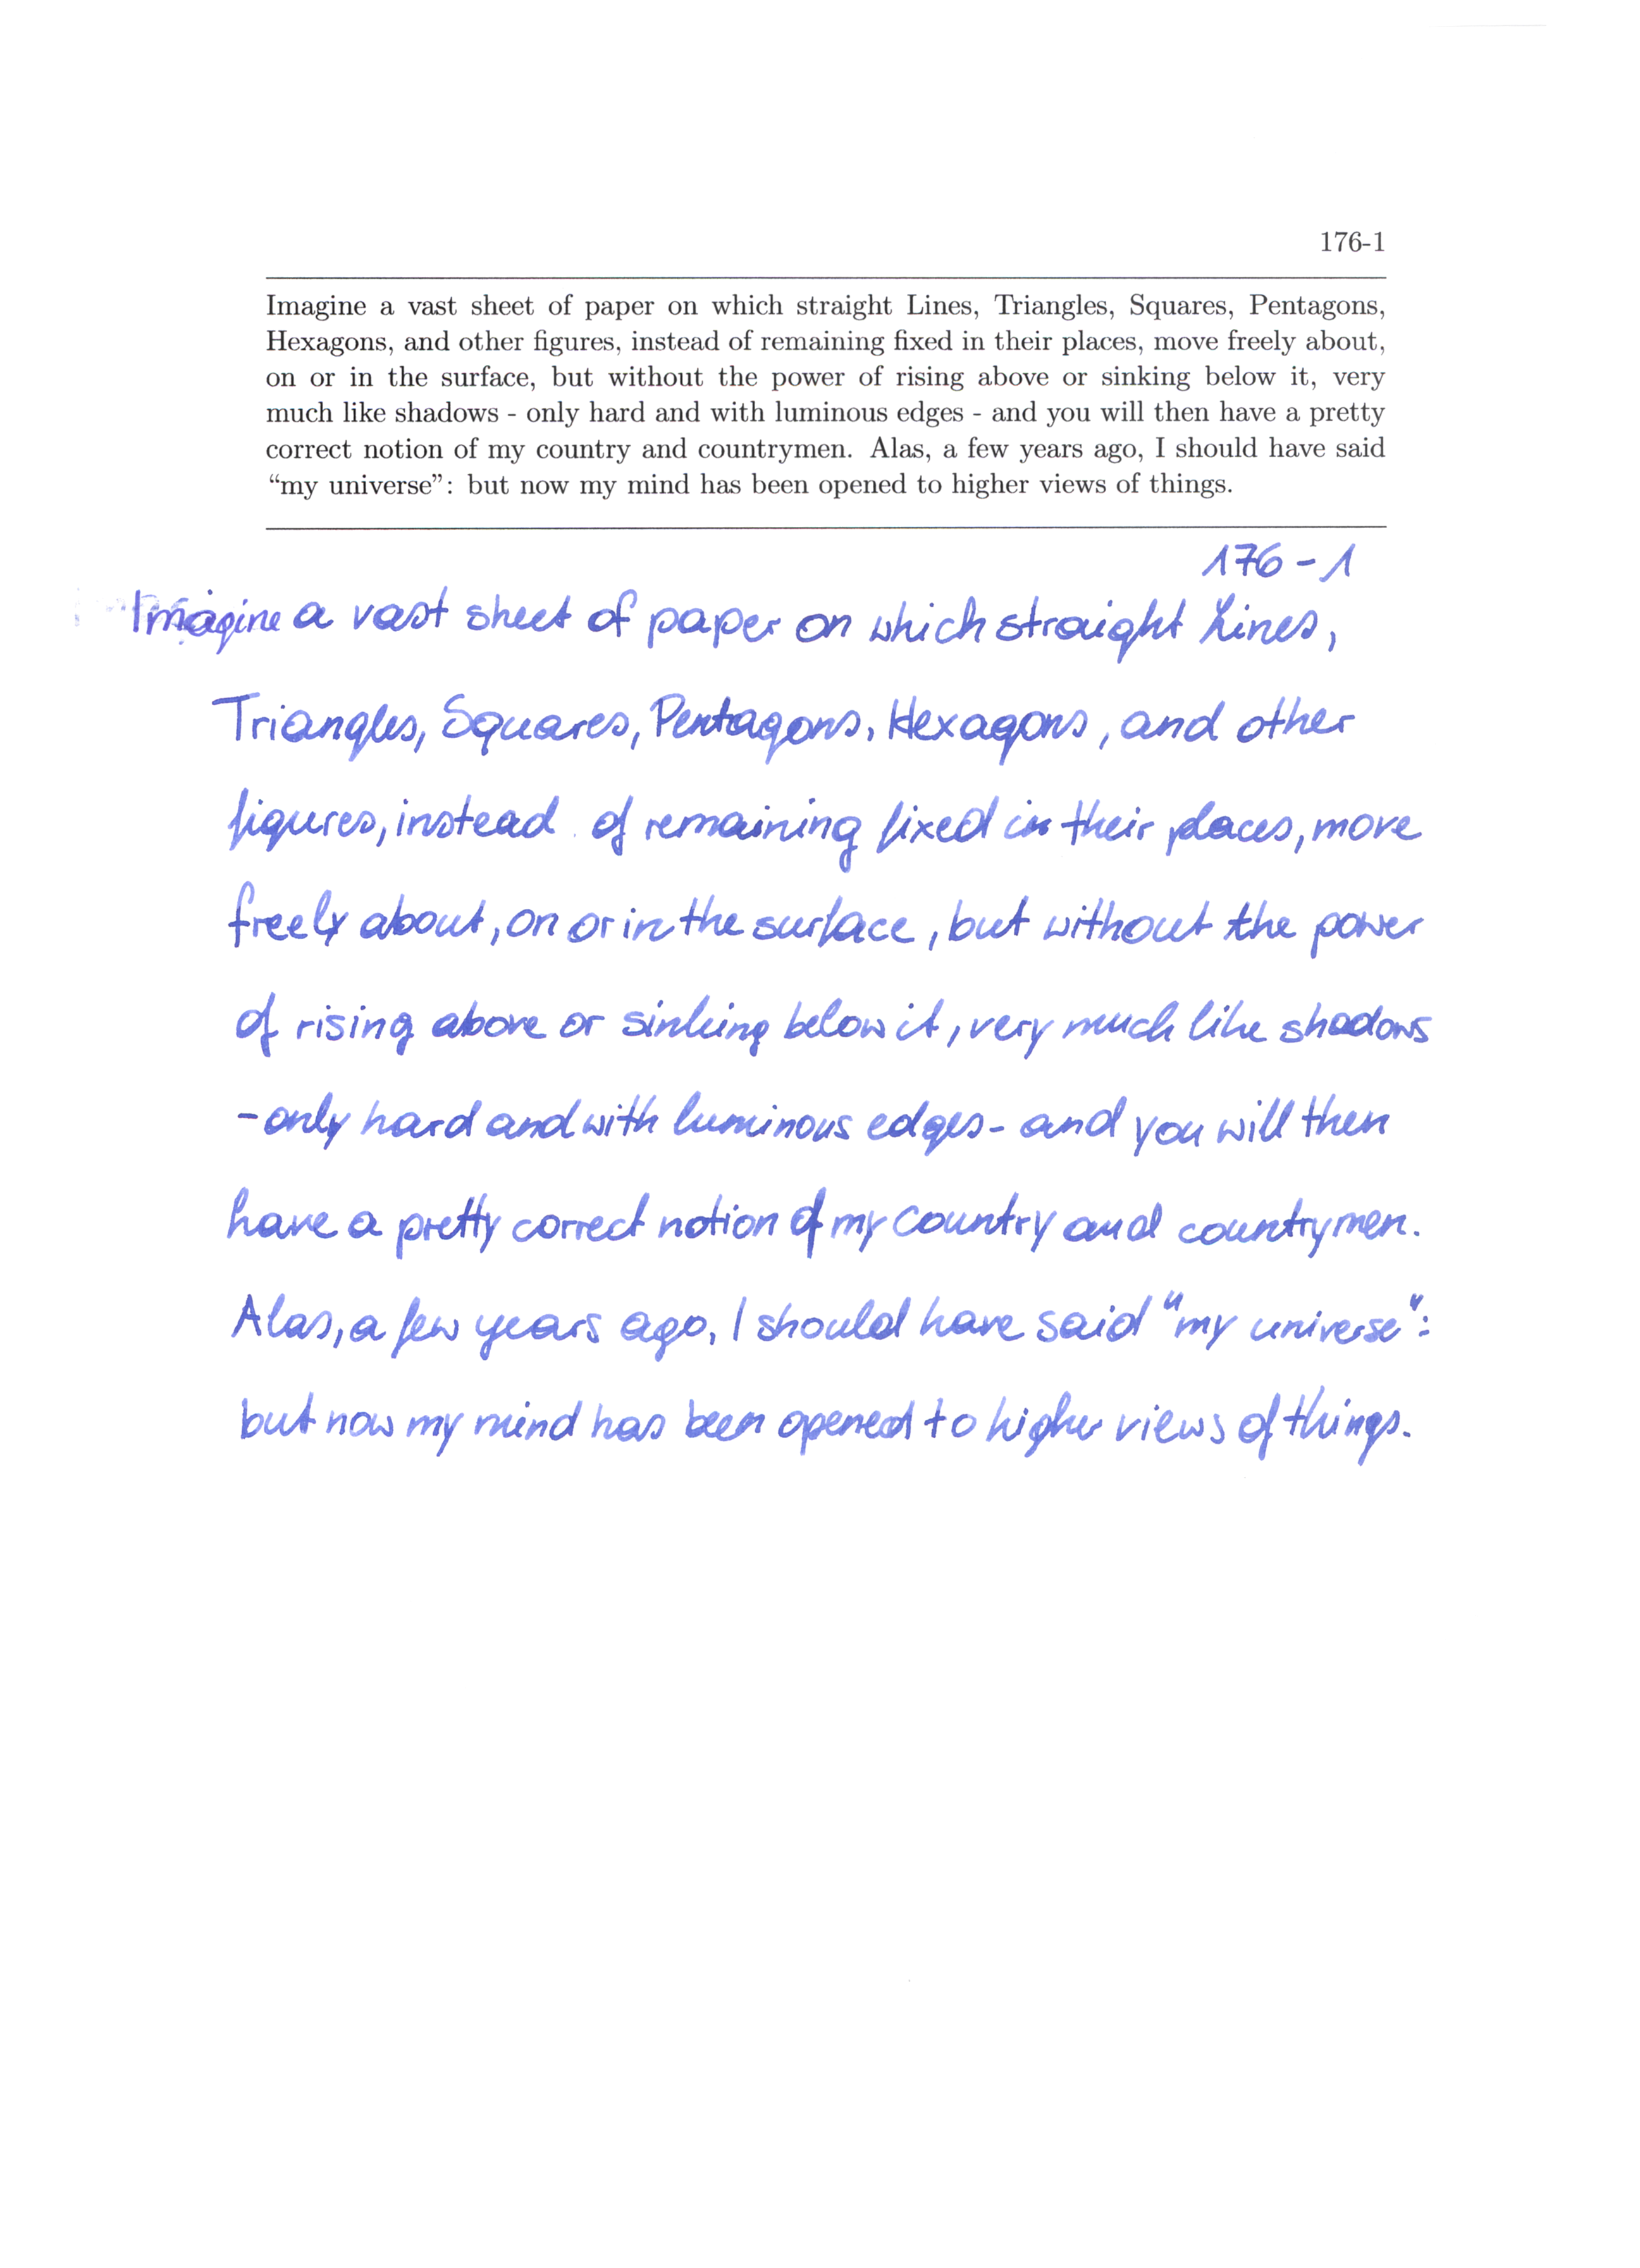 176-1
Imagine a vast sheet of paper on which straight Lines, Triangles, Squares, Pentagons,
Hexagons, and other figures, instead of remaining fixed in their places, move freely about,
on or in the surface, but without the power of rising above or sinking below it, very
much like shadows - only hard and with luminous edges - and you will then have a pretty
correct notion of my country and countrymen. Alas, a few years ago, I should have said
“my universe”: but now my mind has been opened to higher views of things.
176-1
Imagine a vast sheet of paper on which straight Lines,
Triangles, Squares, Pentagons, Hexagons, and other
figures, instead of remaining fixed in their places, move
freely about, on or in the surface, but without the power
of rising above or sinking below it, very much like shadows
- only hard and with luminous edges - and you will then
have a pretty correct notion of my country and countrymen.
Alas, a few years ago, I should have said "my universe":
but now my mind has been opened to higher views of things.